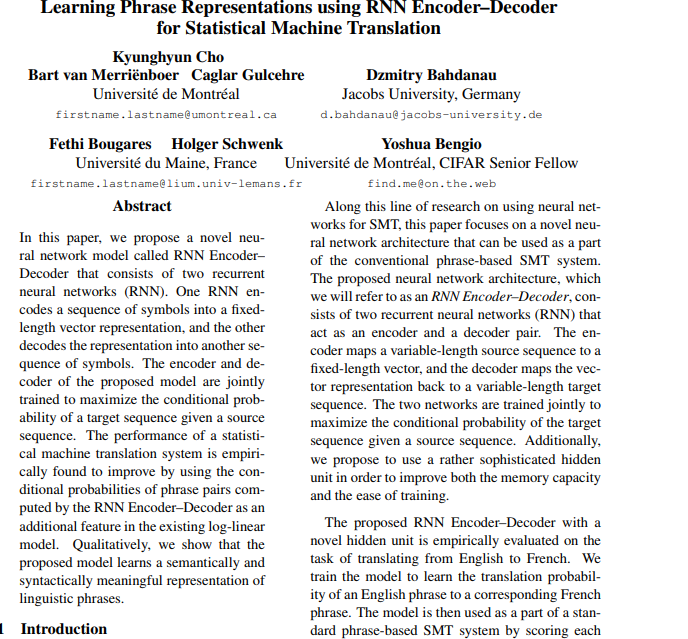 Learning Phrase Representations using RNN Encoder–Decoder
for Statistical Machine Translation
Kyunghyun Cho
Bart van Merriënboer Caglar Gulcehre
Université de Montréal
firstname.lastname@umontreal.ca
Dzmitry Bahdanau
Jacobs University, Germany
d.bahdanau@jacobs-university.de
Fethi Bougares Holger Schwenk
Université du Maine, France
firstname.lastname@lium.univ-lemans.fr
Yoshua Bengio
Université de Montréal, CIFAR Senior Fellow
find.me@on.the.web
Abstract
In this paper, we propose a novel neu-
ral network model called RNN Encoder–
Decoder that consists of two recurrent
neural networks (RNN). One RNN en-
codes a sequence of symbols into a fixed-
length vector representation, and the other
decodes the representation into another se-
quence of symbols. The encoder and de-
coder of the proposed model are jointly
trained to maximize the conditional prob-
ability of a target sequence given a source
sequence. The performance of a statisti-
cal machine translation system is empiri-
cally found to improve by using the con-
ditional probabilities of phrase pairs com-
puted by the RNN Encoder–Decoder as an
additional feature in the existing log-linear
model. Qualitatively, we show that the
proposed model learns a semantically and
syntactically meaningful representation of
linguistic phrases.
1 Introduction
Along this line of research on using neural net-
works for SMT, this paper focuses on a novel neu-
ral network architecture that can be used as a part
of the conventional phrase-based SMT system.
The proposed neural network architecture, which
we will refer to as an RNN Encoder–Decoder, con-
sists of two recurrent neural networks (RNN) that
act as an encoder and a decoder pair. The en-
coder maps a variable-length source sequence to a
fixed-length vector, and the decoder maps the vec-
tor representation back to a variable-length target
sequence. The two networks are trained jointly to
maximize the conditional probability of the target
sequence given a source sequence. Additionally,
we propose to use a rather sophisticated hidden
unit in order to improve both the memory capacity
and the ease of training.
The proposed RNN Encoder–Decoder with a
novel hidden unit is empirically evaluated on the
task of translating from English to French. We
train the model to learn the translation probabil-
ity of an English phrase to a corresponding French
phrase. The model is then used as a part of a stan-
dard phrase-based SMT system by scoring each